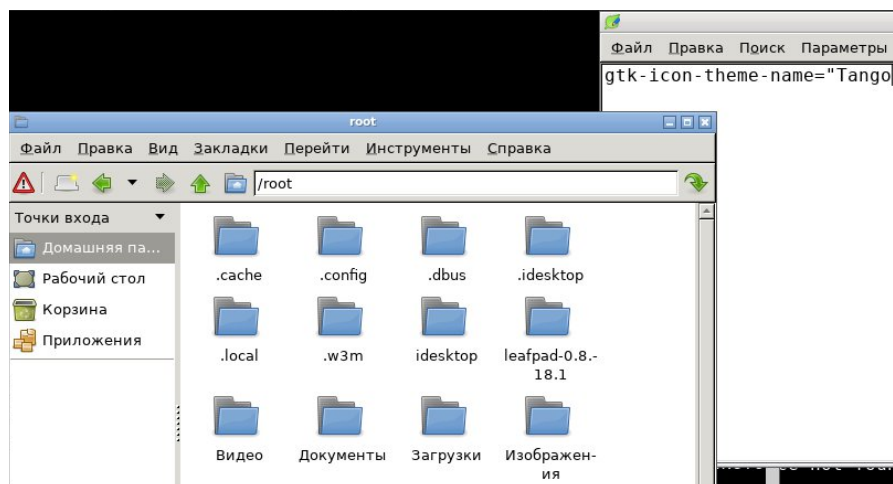 Файл Правка Поиск Параметры
gtk-icon-theme-name="Tango
root
Файл Правка Вид Закладки Перейти Инструменты Справка
/root
Точки входа
Домашняя па...
Рабочий стол
Корзина
Приложения
.cache .config .dbus .idesktop
.local .w3m idesktop leafpad-0.8.-
18.1
Видео Документы Загрузки Изображен-
ия